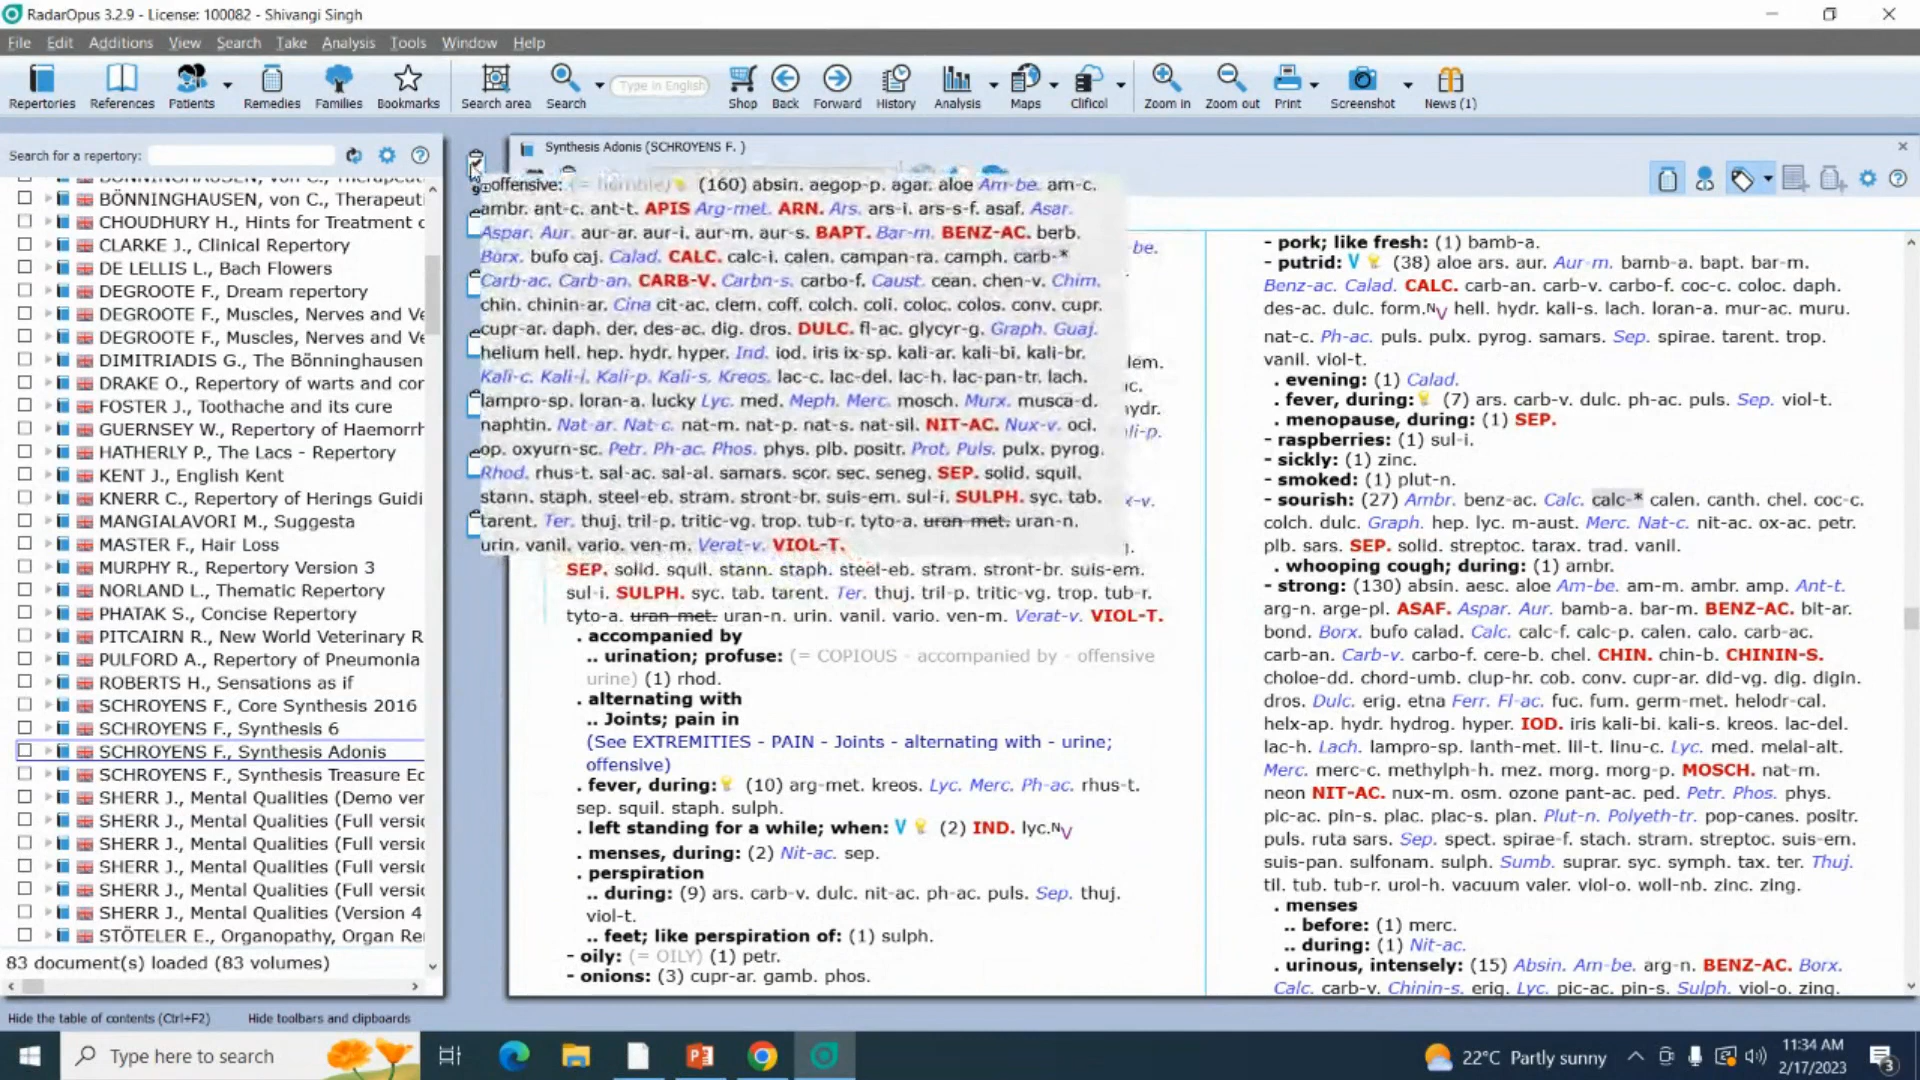 RadarOpus 3.2.9 - License: 100082 - Shivangi Singh
File Edit Additions View Search Take Analysis Tools Window Help
Repertories References Patients Remedies Families Bookmarks Search area Search Type in English Shop Back Forward History Analysis Maps Clificol Zoom in Zoom out Print Screenshot News (1)
Search for a repertory:
BÖNNINGHAUSEN, von C., Therapeut
BÖNNINGHAUSEN, von C., Therapeuti
CHOUDHURY H., Hints for Treatment o
CLARKE J., Clinical Repertory
DE LELLIS L., Bach Flowers
DEGROOTE F., Dream repertory
DEGROOTE F., Muscles, Nerves and Ve
DEGROOTE F., Muscles, Nerves and Ve
DIMITRIADIS G., The Bönninghausen
DRAKE O., Repertory of warts and cor
FOSTER J., Toothache and its cure
GUERNSEY W., Repertory of Haemorrh
HATHERLY P., The Lacs - Repertory
KENT J., English Kent
KNERR C., Repertory of Herings Guidi
MANGIALAVORI M., Suggesta
MASTER F., Hair Loss
MURPHY R., Repertory Version 3
NORLAND L., Thematic Repertory
PHATAK S., Concise Repertory
PITCAIRN R., New World Veterinary R
PULFORD A., Repertory of Pneumonia
ROBERTS H., Sensations as if
SCHROYENS F., Core Synthesis 2016
SCHROYENS F., Synthesis 6
SCHROYENS F., Synthesis Adonis
SCHROYENS F., Synthesis Treasure Ec
SHERR J., Mental Qualities (Demo ver
SHERR J., Mental Qualities (Full versio
SHERR J., Mental Qualities (Full versio
SHERR J., Mental Qualities (Full versio
SHERR J., Mental Qualities (Full versio
SHERR J., Mental Qualities (Version 4
STÖTELER E., Organopathy, Organ Re
83 document(s) loaded (83 volumes)
Synthesis Adonis (SCHROYENS F. )
offensive: (= horrible) (160) absin. aegop-p. agar. aloe Am-be. am-c.
ambr. ant-c. ant-t. APIS Arg-met. ARN. Ars. ars-i. ars-s-f. asaf. Asar.
Aspar. Aur. aur-ar. aur-i. aur-m. aur-s. BAPT. Bar-m. BENZ-AC. berb.
Borx. bufo caj. Calad. CALC. calc-i. calen. campan-ra. camph. carb-*
Carb-ac. Carb-an. CARB-V. Carbn-s. carbo-f. Caust. cean. chen-v. Chim.
chin. chinin-ar. Cina cit-ac. clem. coff. colch. coli. coloc. colos. conv. cupr.
cupr-ar. daph. der. des-ac. dig. dros. DULC. fl-ac. glycyr-g. Graph. Guaj.
helium hell. hep. hydr. hyper. Ind. iod. iris ix-sp. kali-ar. kali-bi. kali-br.
Kali-c. Kali-i. Kali-p. Kali-s. Kreos. lac-c. lac-del. lac-h. lac-pan-tr. lach.
lampro-sp. loran-a. lucky Lyc. med. Meph. Merc. mosch. Murx. musca-d.
naphtin. Nat-ar. Nat-c. nat-m. nat-p. nat-s. nat-sil. NIT-AC. Nux-v. oci.
op. oxyurn-sc. Petr. Ph-ac. Phos. phys. plb. positr. Prot. Puls. pulx. pyrog.
Rhod. rhus-t. sal-ac. sal-al. samars. scor. sec. seneg. SEP. solid. squil.
stann. staph. steel-eb. stram. stront-br. suis-em. sul-i. SULPH. syc. tab.
tarent. Ter. thuj. tril-p. tritic-vg. trop. tub-r. tyto-a. uran-met. uran-n.
urin. vanil. vario. ven-m. Verat-v. VIOL-T.
SEP. solid. squil. stann. staph. steel-eb. stram. stront-br. suis-em.
sul-i. SULPH. syc. tab. tarent. Ter. thuj. tril-p. tritic-vg. trop. tub-r.
tyto-a. uran-met. uran-n. urin. vanil. vario. ven-m. Verat-v. VIOL-T.
. accompanied by
.. urination; profuse: (= COPIOUS - accompanied by - offensive
urine) (1) rhod.
. alternating with
.. Joints; pain in
(See EXTREMITIES - PAIN - Joints - alternating with - urine;
offensive)
. fever, during: (10) arg-met. kreos. Lyc. Merc. Ph-ac. rhus-t.
sep. squil. staph. sulph.
. left standing for a while; when: V (2) IND. lyc.NV
. menses, during: (2) Nit-ac. sep.
. perspiration
.. during: (9) ars. carb-v. dulc. nit-ac. ph-ac. puls. Sep. thuj.
viol-t.
.. feet; like perspiration of: (1) sulph.
- oily: (= OILY) (1) petr.
- onions: (3) cupr-ar. gamb. phos.
- pork; like fresh: (1) bamb-a.
- putrid: V (38) aloe ars. aur. Aur-m. bamb-a. bapt. bar-m.
Benz-ac. Calad. CALC. carb-an. carb-v. carbo-f. coc-c. coloc. daph.
des-ac. dulc. form.NV hell. hydr. kali-s. lach. loran-a. mur-ac. muru.
nat-c. Ph-ac. puls. pulx. pyrog. samars. Sep. spirae. tarent. trop.
vanil. viol-t.
. evening: (1) Calad.
. fever, during: (7) ars. carb-v. dulc. ph-ac. puls. Sep. viol-t.
. menopause, during: (1) SEP.
- raspberries: (1) sul-i.
- sickly: (1) zinc.
- smoked: (1) plut-n.
- sourish: (27) Ambr. benz-ac. Calc. calc-* calen. canth. chel. coc-c.
colch. dulc. Graph. hep. lyc. m-aust. Merc. Nat-c. nit-ac. ox-ac. petr.
plb. sars. SEP. solid. streptoc. tarax. trad. vanil.
. whooping cough; during: (1) ambr.
- strong: (130) absin. aesc. aloe Am-be. am-m. ambr. amp. Ant-t.
arg-n. arge-pl. ASAF. Aspar. Aur. bamb-a. bar-m. BENZ-AC. bit-ar.
bond. Borx. bufo calad. Calc. calc-f. calc-p. calen. calo. carb-ac.
carb-an. Carb-v. carbo-f. cere-b. chel. CHIN. chin-b. CHININ-S.
choloe-dd. chord-umb. clup-hr. cob. conv. cupr-ar. did-vg. dig. digin.
dros. Dulc. erig. etna Ferr. Fl-ac. fuc. fum. germ-met. helodr-cal.
helx-ap. hydr. hydrog. hyper. IOD. iris kali-bi. kali-s. kreos. lac-del.
lac-h. Lach. lampro-sp. lanth-met. lil-t. linu-c. Lyc. med. melal-alt.
Merc. merc-c. methylph-h. mez. morg. morg-p. MOSCH. nat-m.
neon NIT-AC. nux-m. osm. ozone pant-ac. ped. Petr. Phos. phys.
pic-ac. pin-s. plac. plac-s. plan. Plut-n. Polyeth-tr. pop-canes. positr.
puls. ruta sars. Sep. spect. spirae-f. stach. stram. streptoc. suis-em.
suis-pan. sulfonam. sulph. Sumb. suprar. syc. symph. tax. ter. Thuj.
til. tub. tub-r. urol-h. vacuum valer. viol-o. woll-nb. zinc. zing.
. menses
.. before: (1) merc.
.. during: (1) Nit-ac.
. urinous, intensely: (15) Absin. Am-be. arg-n. BENZ-AC. Borx.
Calc. carb-v. Chinin-s. erig. Lyc. pic-ac. pin-s. Sulph. viol-o. zing.
Hide the table of contents (Ctrl+F2) Hide toolbars and clipboards
Type here to search
22°C Partly sunny
11:34 AM
2/17/2023
3